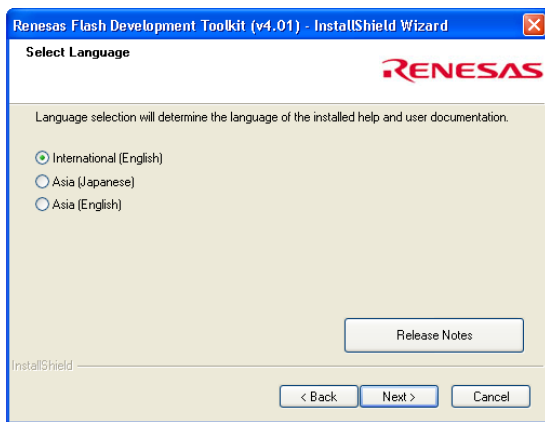 Renesas Flash Development Toolkit (v4.01) - InstallShield Wizard
Select Language
RENESAS
Language selection will determine the language of the installed help and user documentation.
International (English)
Asia (Japanese)
Asia (English)
Release Notes
InstallShield
< Back Next > Cancel